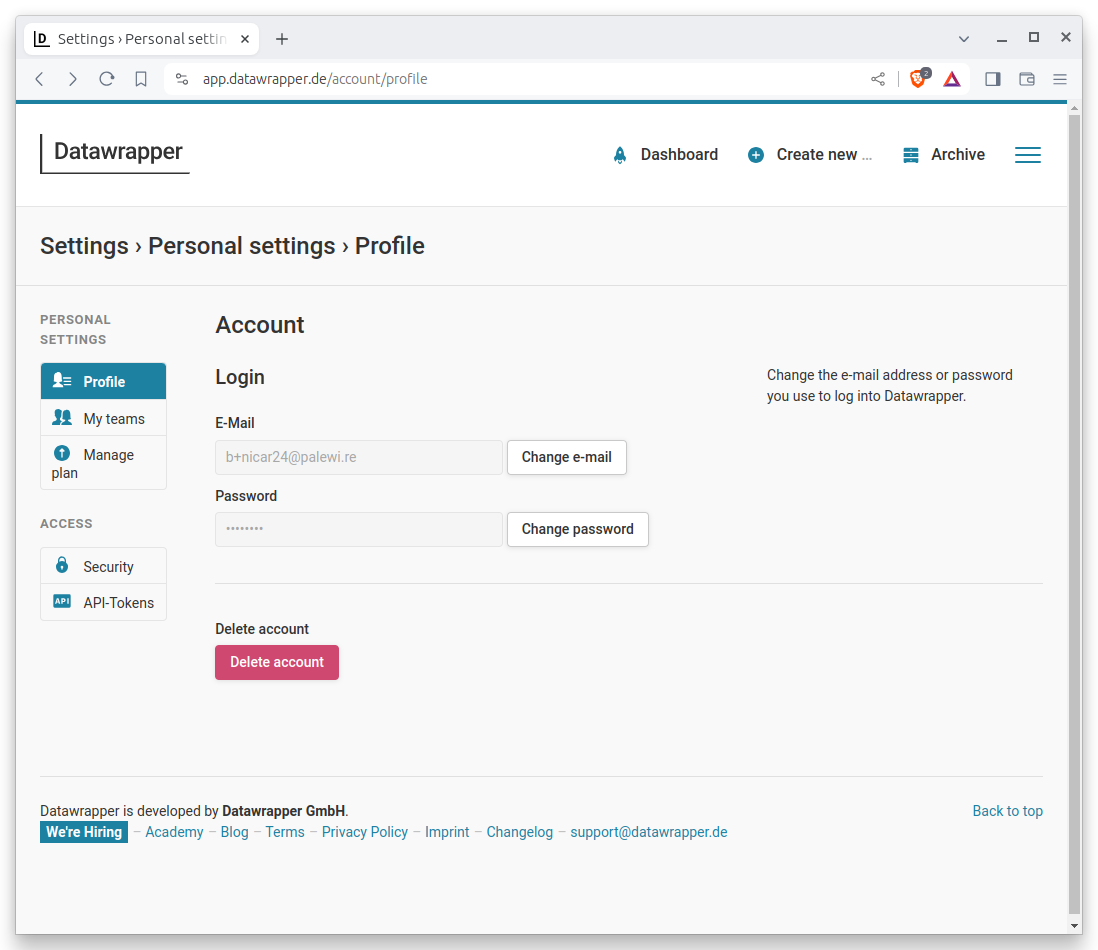 Settings › Personal settin
app.datawrapper.de/account/profile
2
Datawrapper
Dashboard
Create new ...
Archive
Settings › Personal settings › Profile
PERSONAL
SETTINGS
Profile
My teams
Manage
plan
ACCESS
Security
API
API-Tokens
Account
Login
Change the e-mail address or password
you use to log into Datawrapper.
E-Mail
b+nicar24@palewi.re
Change e-mail
Password
••••••••
Change password
Delete account
Delete account
Datawrapper is developed by Datawrapper GmbH.
Back to top
We're Hiring – Academy – Blog – Terms – Privacy Policy – Imprint – Changelog – support@datawrapper.de